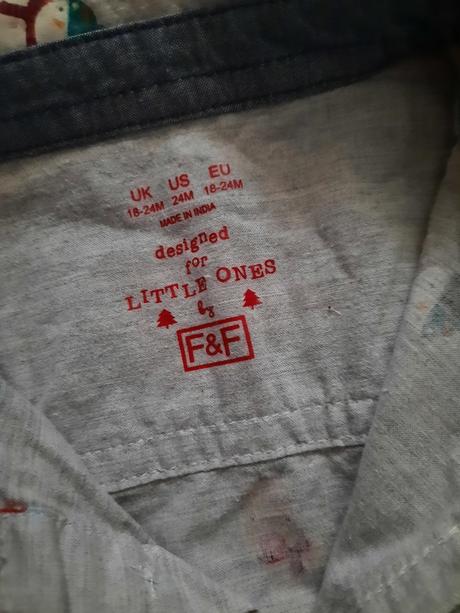 UK US EU
18-24M 24M 18-24M
MADE IN INDIA
designed
for
LITTLE ONES
by
F&F